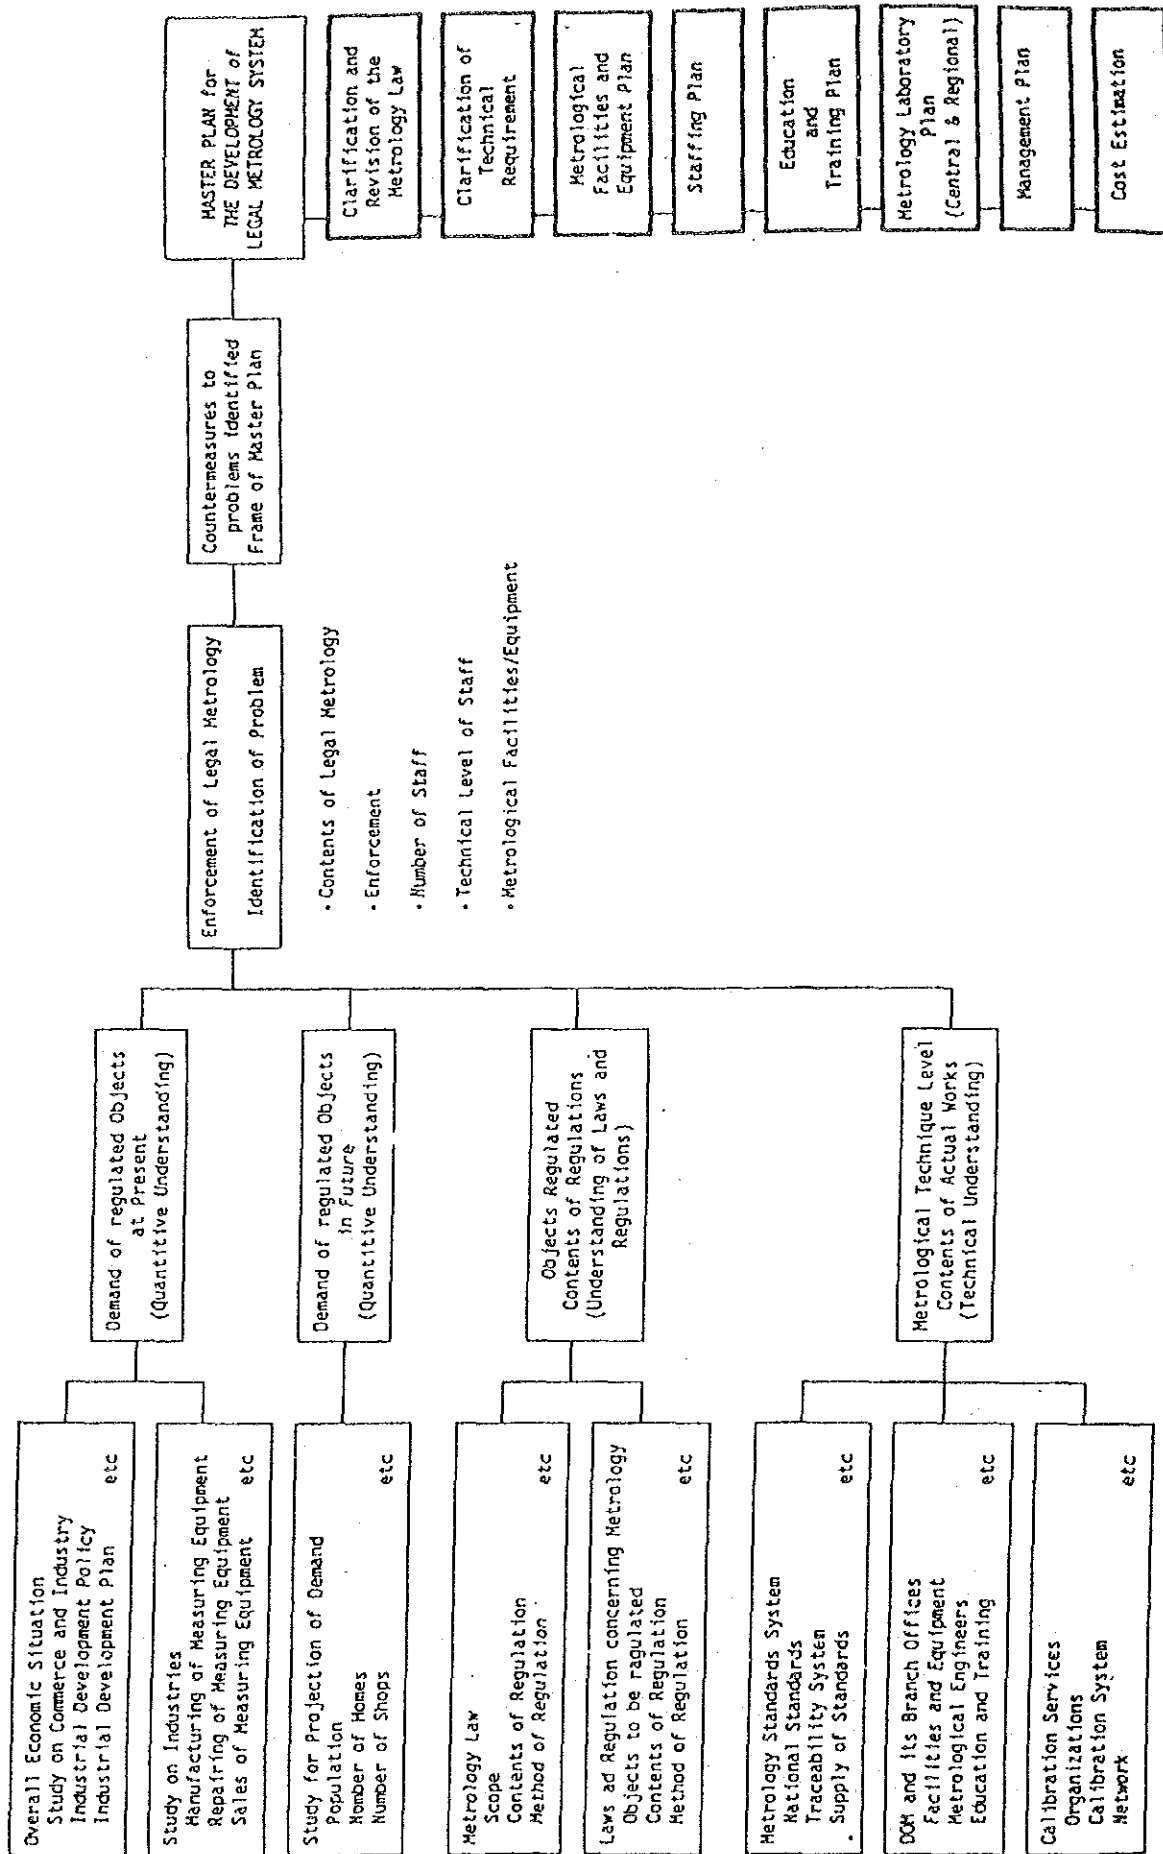 Overall Economic Situation
Study on Commerce and Industry
Industrial Development Policy
Industrial Development Plan etc
Study on Industries
Manufacturing of Measuring Equipment
Repairing of Measuring Equipment
Sales of Measuring Equipment etc
Study for Projection of Demand
Population
Nomber of Homes
Number of Shops etc
Metrology Law
Scope
Contents of Regulation
Method of Regulation etc
Laws ad Regulation concerning Metrology
Objects to be ragulated
Contents of Regulation
Method of Regulation etc
Metrology Standards System
National Standards
Traceability System
Supply of Standards etc
DOM and its Branch Offices
Facilities and Equipment
Metrological Engineers
Education and Training etc
Calibration Services
Organizations
Calibration System
Network etc
Demand of regulated Objects
at Present
(Quantitive Understanding)
Demand of regulated Objects
in Future
(Quantitive Understanding)
Objects Regulated
Contents of Regulations
(Understanding of Laws and
Regulations)
Metrological Technique Level
Contents of Actual Works
(Technical Understanding)
Enforcement of Legal Metrology
Identification of Problem
• Contents of Legal Metrology
• Enforcement
• Number of Staff
• Technical Level of Staff
• Metrological Facilities/Equipment
Countermeasures to
problems Identified
Frame of Master Plan
MASTER PLAN for
THE DEVELOPMENT of
LEGAL METROLOGY SYSTEM
Clarification and
Revision of the
Metrology Law
Clarification of
Technical
Requirement
Metrological
Facilities and
Equipment Plan
Staffing Plan
Education
and
Training Plan
Metrology Laboratory
Plan
(Central & Regional)
Management Plan
Cost Estimation